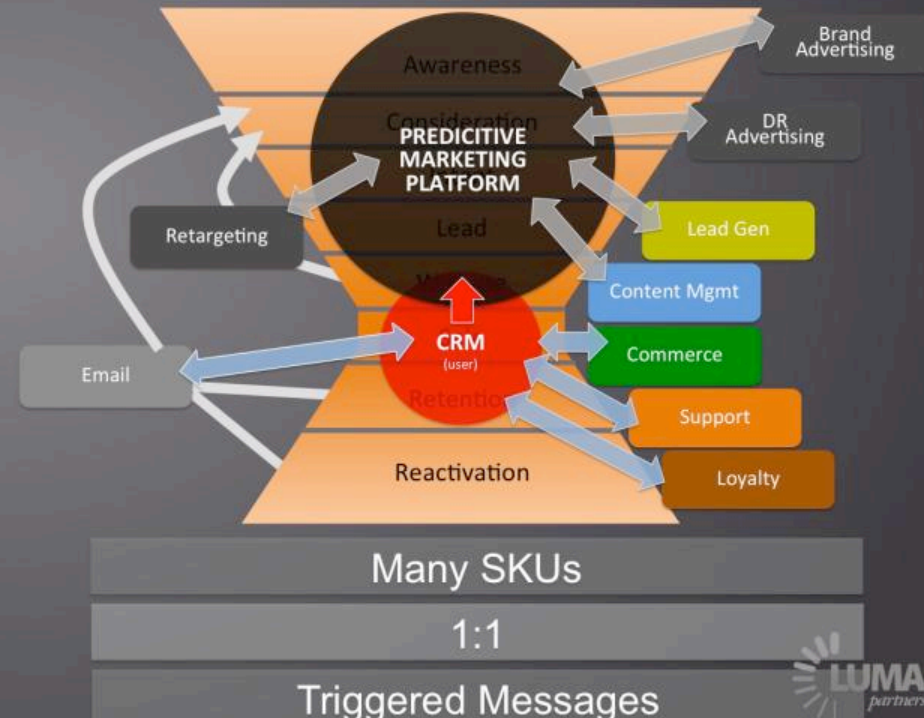 Brand
Advertising
Awareness
Consideration
DR
Advertising
PREDICITIVE
MARKETING
PLATFORM
Retargeting
Lead
Lead Gen
Content Mgmt
CRM
(user)
Commerce
Email
Retention
Support
Reactivation
Loyalty
Many SKUs
1:1
Triggered Messages
LUMA
partners